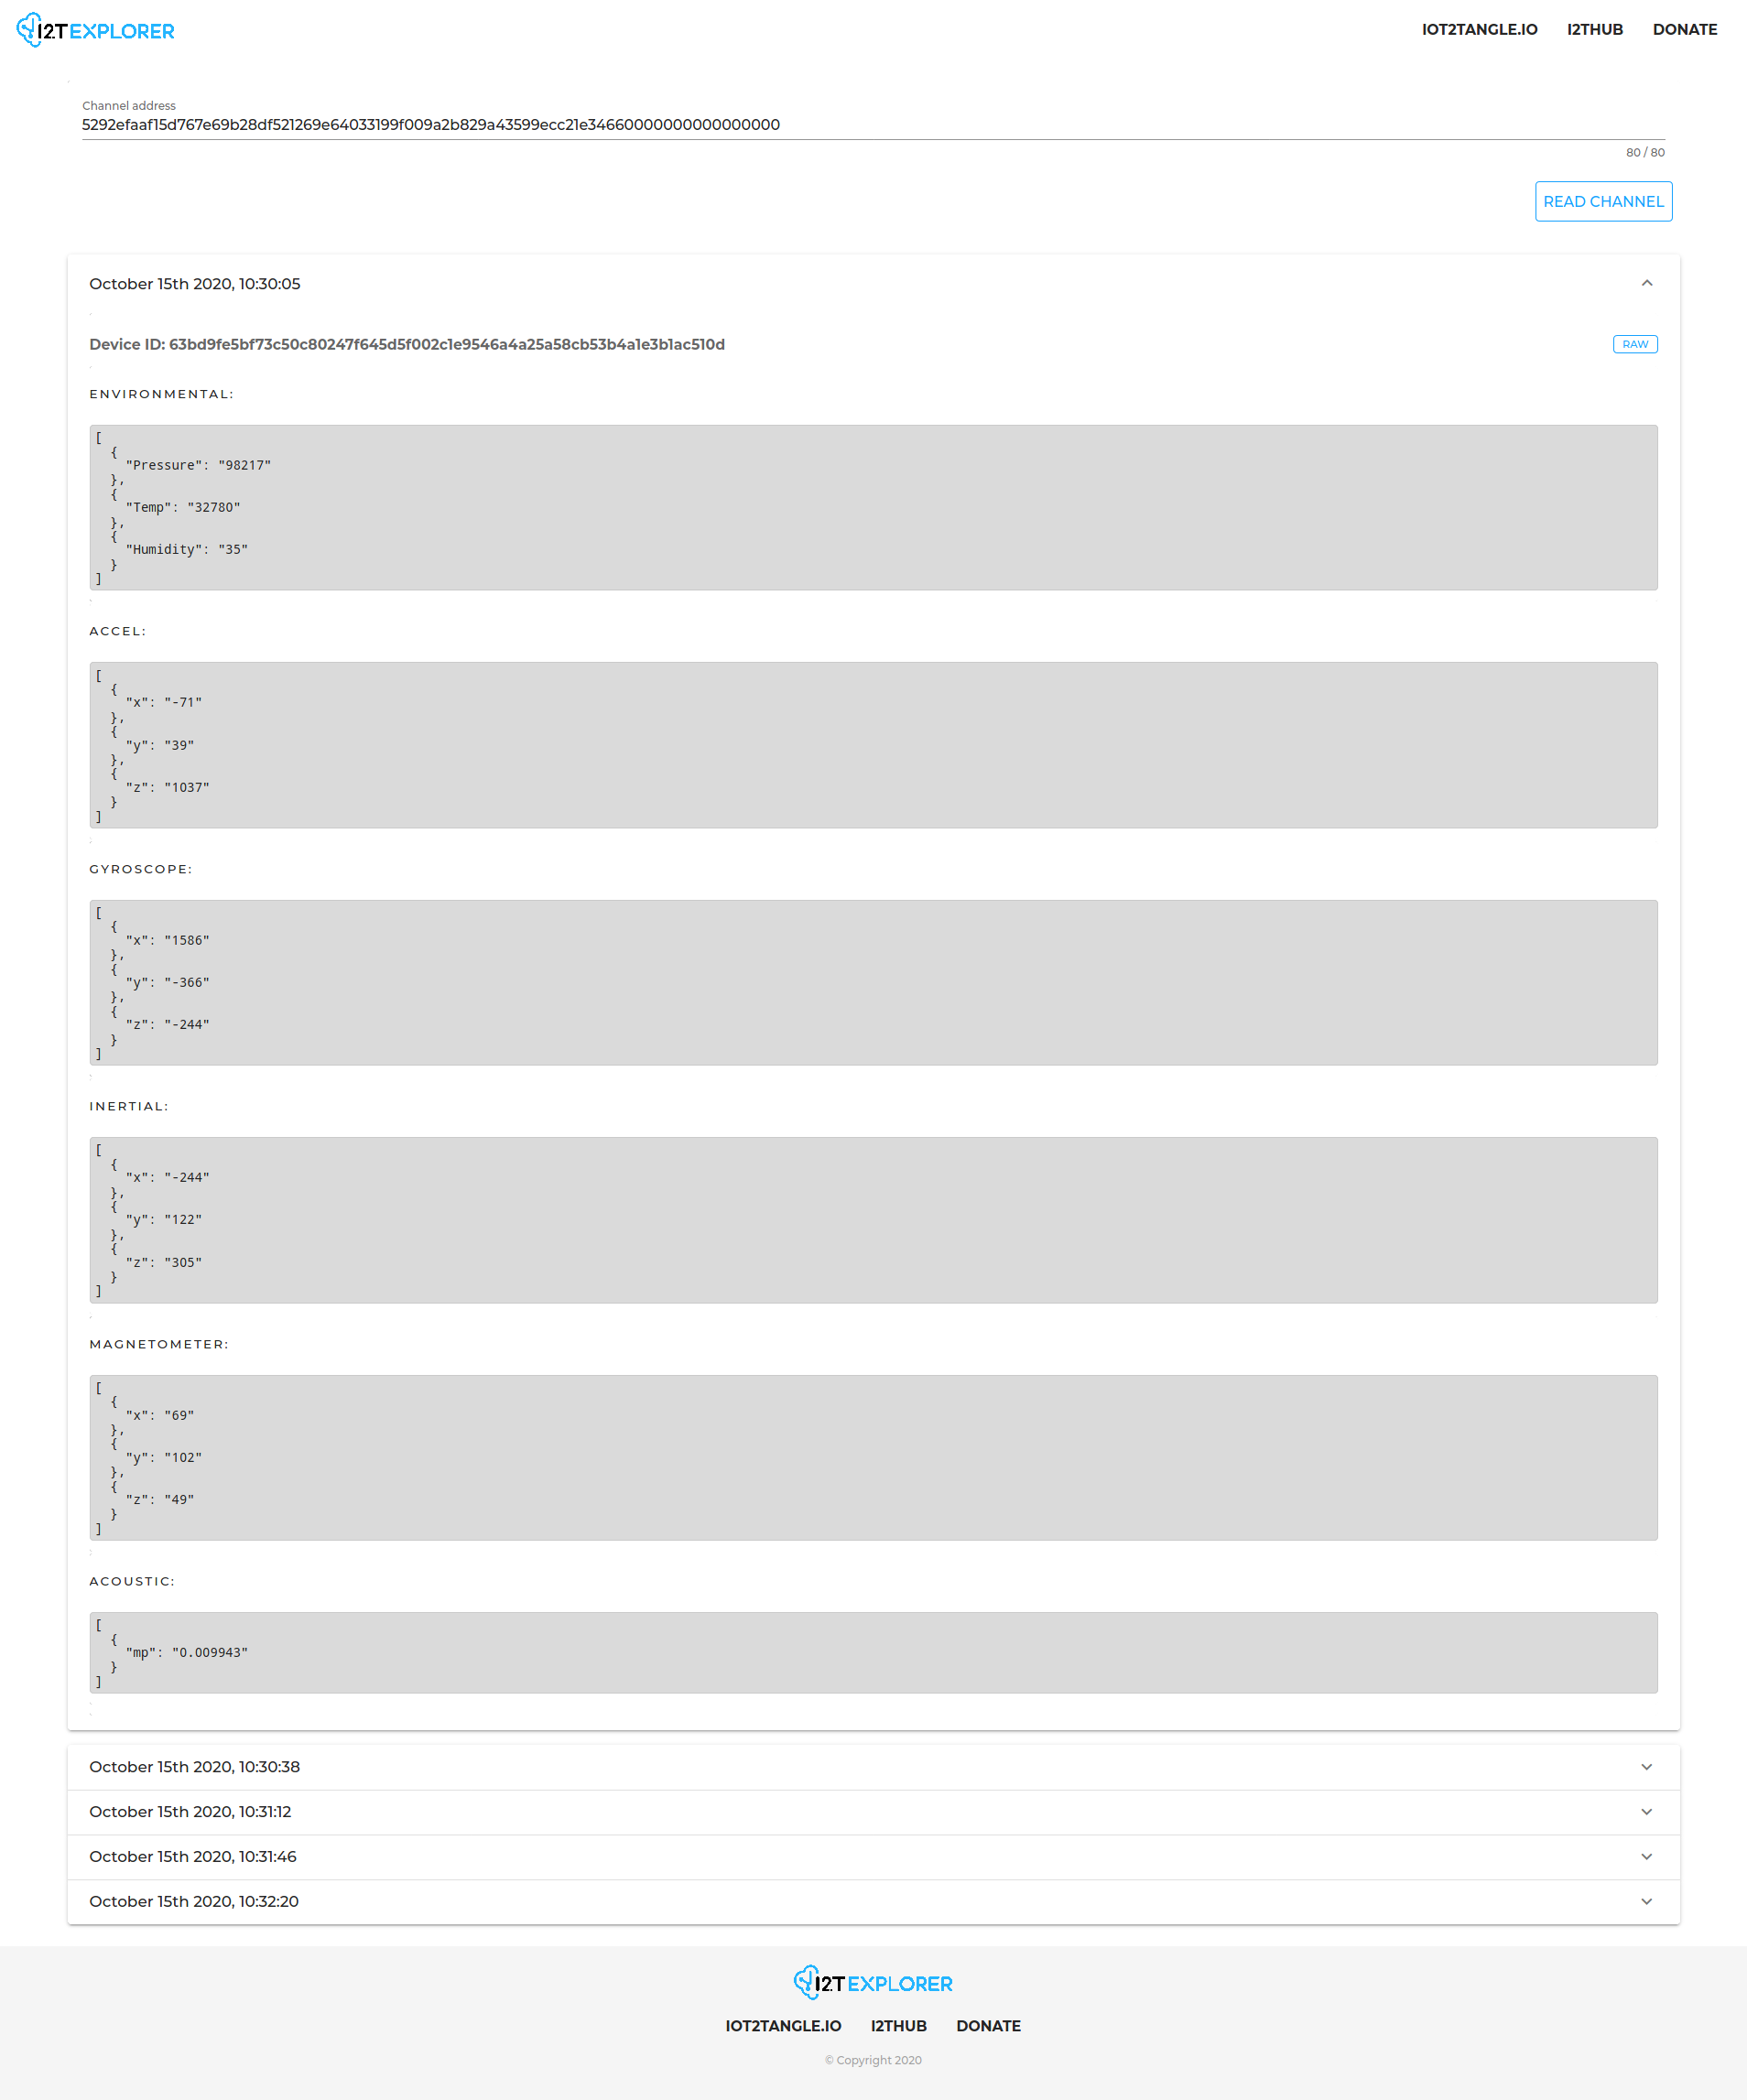 I2T EXPLORER
IOT2TANGLE.IO I2THUB DONATE
Channel address
5292efaaf15d767e69b28df521269e64033199f009a2b829a43599ecc21e34660000000000000000
80 / 80
READ CHANNEL
October 15th 2020, 10:30:05
Device ID: 63bd9fe5bf73c50c80247f645d5f002c1e9546a4a25a58cb53b4a1e3b1ac510d
RAW
ENVIRONMENTAL:
[
  {
    "Pressure": "98217"
  },
  {
    "Temp": "32780"
  },
  {
    "Humidity": "35"
  }
]
ACCEL:
[
  {
    "x": "-71"
  },
  {
    "y": "39"
  },
  {
    "z": "1037"
  }
]
GYROSCOPE:
[
  {
    "x": "1586"
  },
  {
    "y": "-366"
  },
  {
    "z": "-244"
  }
]
INERTIAL:
[
  {
    "x": "-244"
  },
  {
    "y": "122"
  },
  {
    "z": "305"
  }
]
MAGNETOMETER:
[
  {
    "x": "69"
  },
  {
    "y": "102"
  },
  {
    "z": "49"
  }
]
ACOUSTIC:
[
  {
    "mp": "0.009943"
  }
]
October 15th 2020, 10:30:38
October 15th 2020, 10:31:12
October 15th 2020, 10:31:46
October 15th 2020, 10:32:20
I2T EXPLORER
IOT2TANGLE.IO I2THUB DONATE
© Copyright 2020